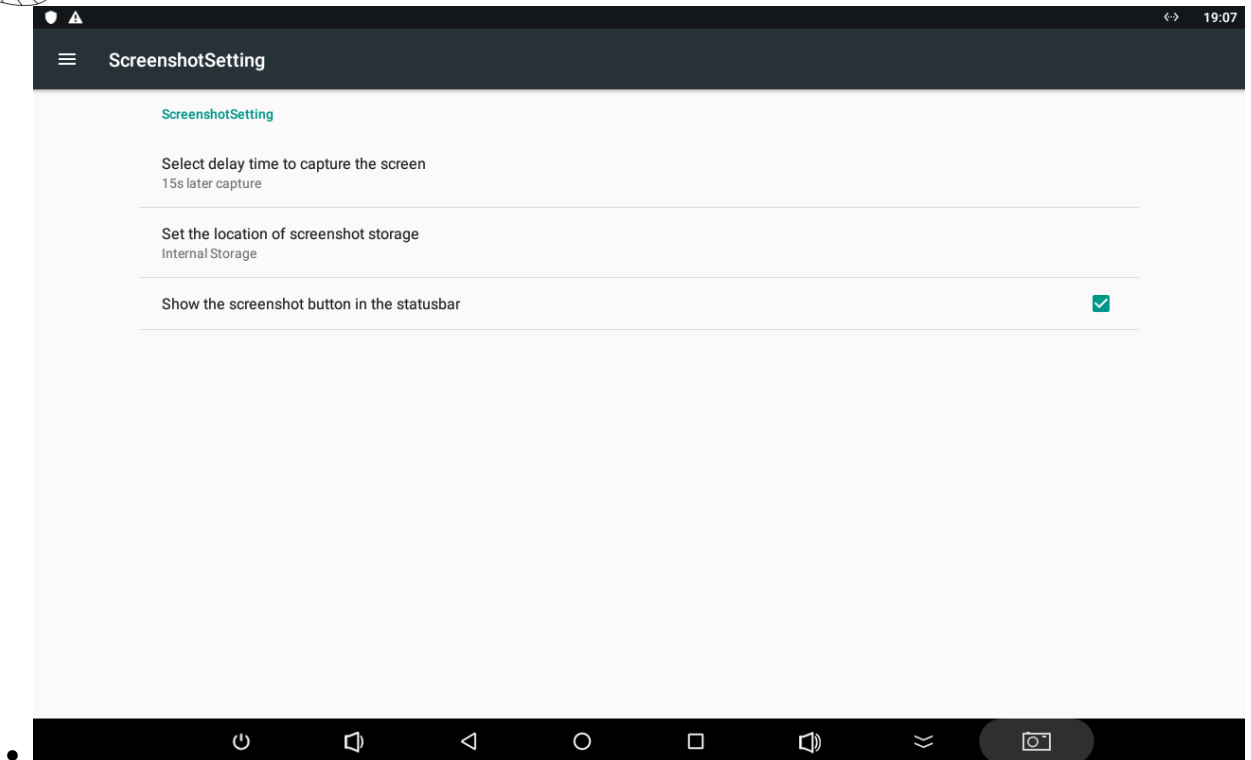 19:07
ScreenshotSetting
ScreenshotSetting
Select delay time to capture the screen
15s later capture
Set the location of screenshot storage
Internal Storage
Show the screenshot button in the statusbar